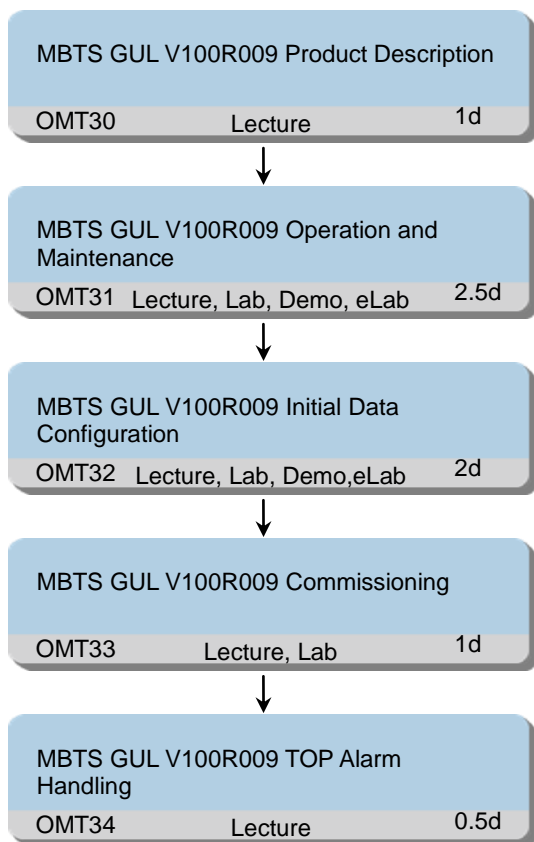 MBTS GUL V100R009 Product Description
OMT30 Lecture 1d
MBTS GUL V100R009 Operation and
Maintenance
OMT31 Lecture, Lab, Demo, eLab 2.5d
MBTS GUL V100R009 Initial Data
Configuration
OMT32 Lecture, Lab, Demo,eLab 2d
MBTS GUL V100R009 Commissioning
OMT33 Lecture, Lab 1d
MBTS GUL V100R009 TOP Alarm
Handling
OMT34 Lecture 0.5d